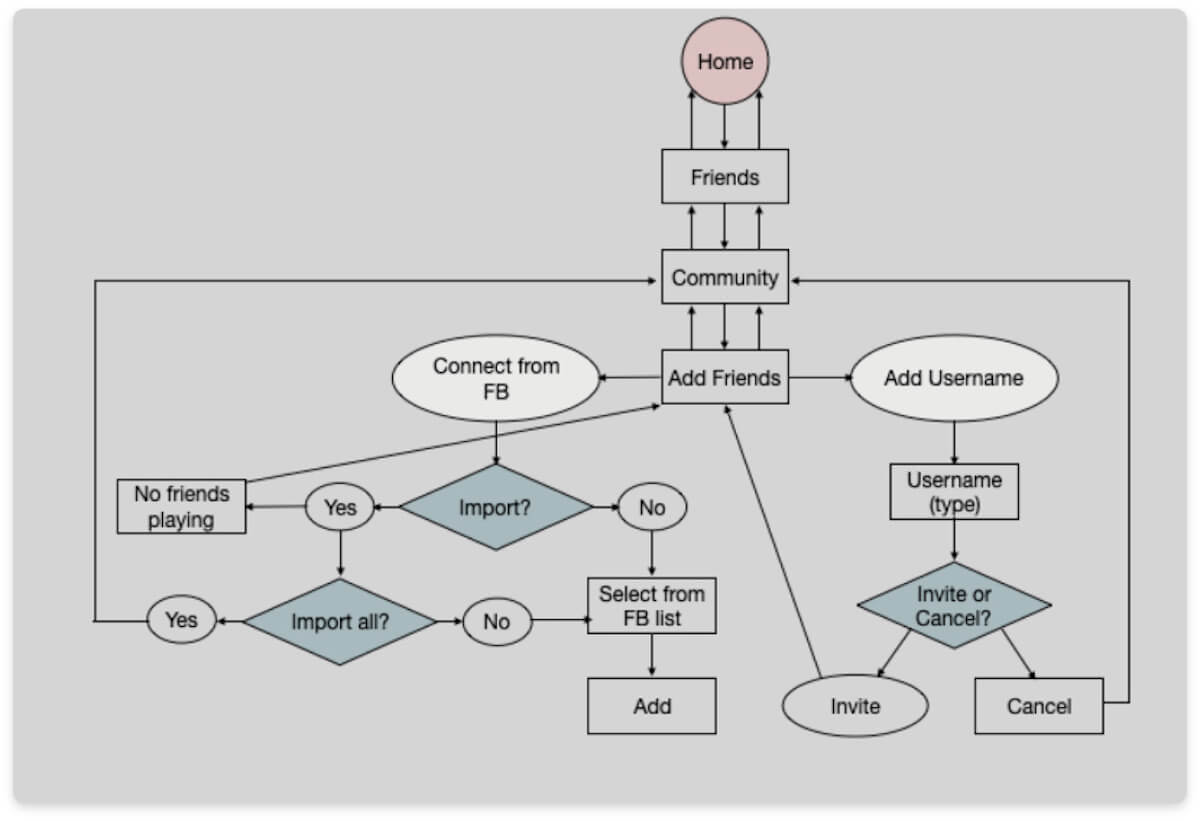 Home
Friends
Community
Connect from
FB
Add Friends
Add Username
No friends
playing
Yes
Import?
No
Username
(type)
Yes
Import all?
No
Select from
FB list
Invite or
Cancel?
Add
Invite
Cancel